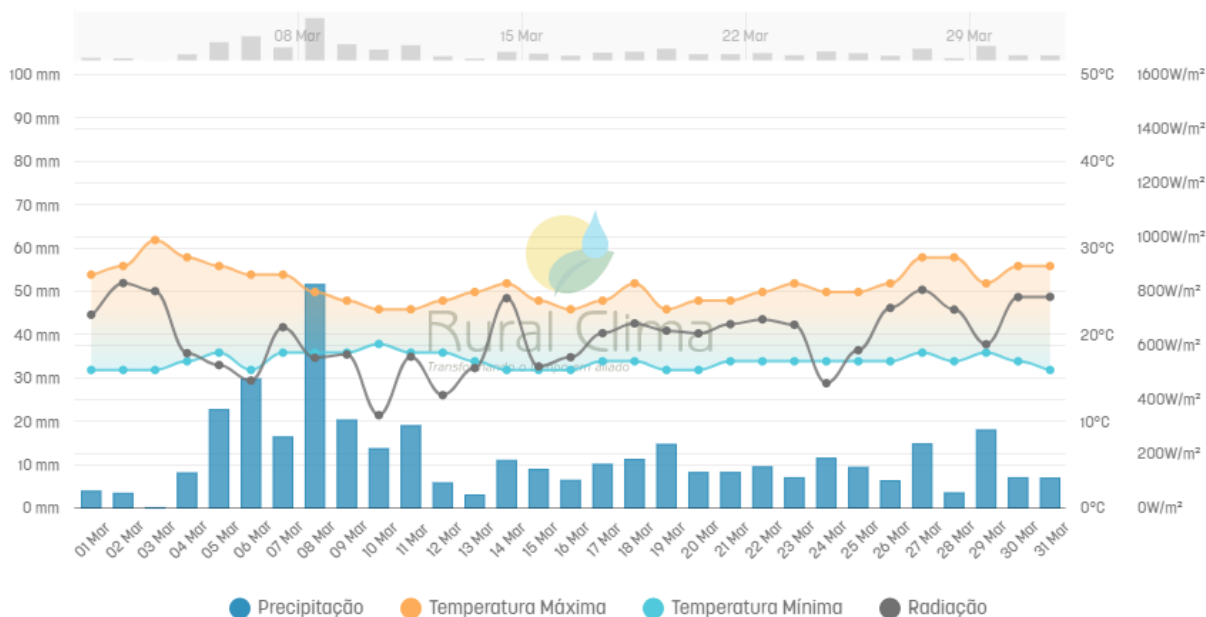 08 Mar 15 Mar 22 Mar 29 Mar
100 mm 50°C 1600W/m²
90 mm 1400W/m²
80 mm 40°C 1200W/m²
70 mm
60 mm 30°C 1000W/m²
50 mm 800W/m²
40 mm 20°C 600W/m²
30 mm
20 mm 10°C 400W/m²
10 mm 200W/m²
0 mm 0°C 0W/m²
Rural Clima
Transformando o tempo em aliado
01 Mar 02 Mar 03 Mar 04 Mar 05 Mar 06 Mar 07 Mar 08 Mar 09 Mar 10 Mar 11 Mar 12 Mar 13 Mar 14 Mar 15 Mar 16 Mar 17 Mar 18 Mar 19 Mar 20 Mar 21 Mar 22 Mar 23 Mar 24 Mar 25 Mar 26 Mar 27 Mar 28 Mar 29 Mar 30 Mar 31 Mar
Precipitação Temperatura Máxima Temperatura Mínima Radiação